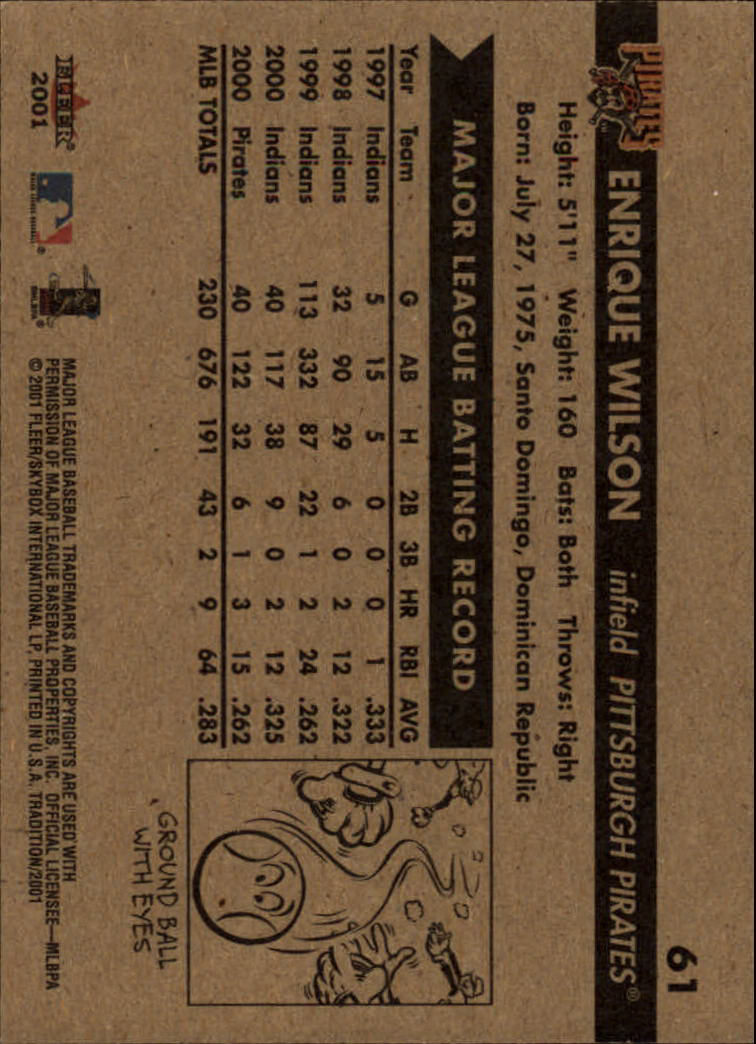 61
PIRATES ENRIQUE WILSON infield PITTSBURGH PIRATES®
Height: 5'11" Weight: 160 Bats: Both Throws: Right
Born: July 27, 1975, Santo Domingo, Dominican Republic
MAJOR LEAGUE BATTING RECORD
Year Team G AB H 2B 3B HR RBI AVG
1997 Indians 5 15 5 0 0 0 1 .333
1998 Indians 32 90 29 6 0 2 12 .322
1999 Indians 113 332 87 22 1 2 24 .262
2000 Indians 40 117 38 9 0 2 12 .325
2000 Pirates 40 122 32 6 1 3 15 .262
MLB TOTALS 230 676 191 43 2 9 64 .283
GROUND BALL
WITH EYES
FLEER®
2001
MAJOR LEAGUE BASEBALL TRADEMARKS AND COPYRIGHTS ARE USED WITH
PERMISSION OF MAJOR LEAGUE BASEBALL PROPERTIES, INC. OFFICIAL LICENSEE—MLBPA
© 2001 FLEER/SKYBOX INTERNATIONAL LP, PRINTED IN U.S.A. TRADITION/2001